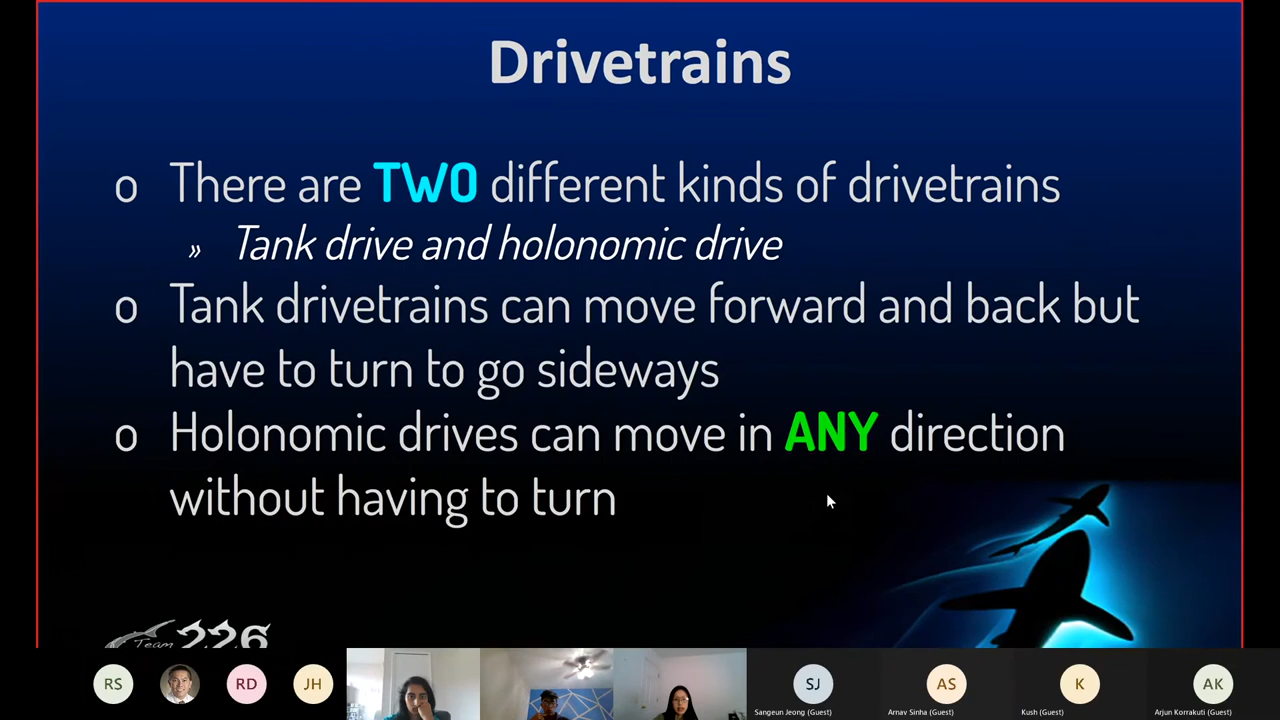 Drivetrains
o There are TWO different kinds of drivetrains
» Tank drive and holonomic drive
o Tank drivetrains can move forward and back but
have to turn to go sideways
o Holonomic drives can move in ANY direction
without having to turn
Team 226
RS
RD
JH
SJ
AS
K
AK
Sangeun Jeong (Guest)
Arnav Sinha (Guest)
Kush (Guest)
Arjun Korrakuti (Guest)